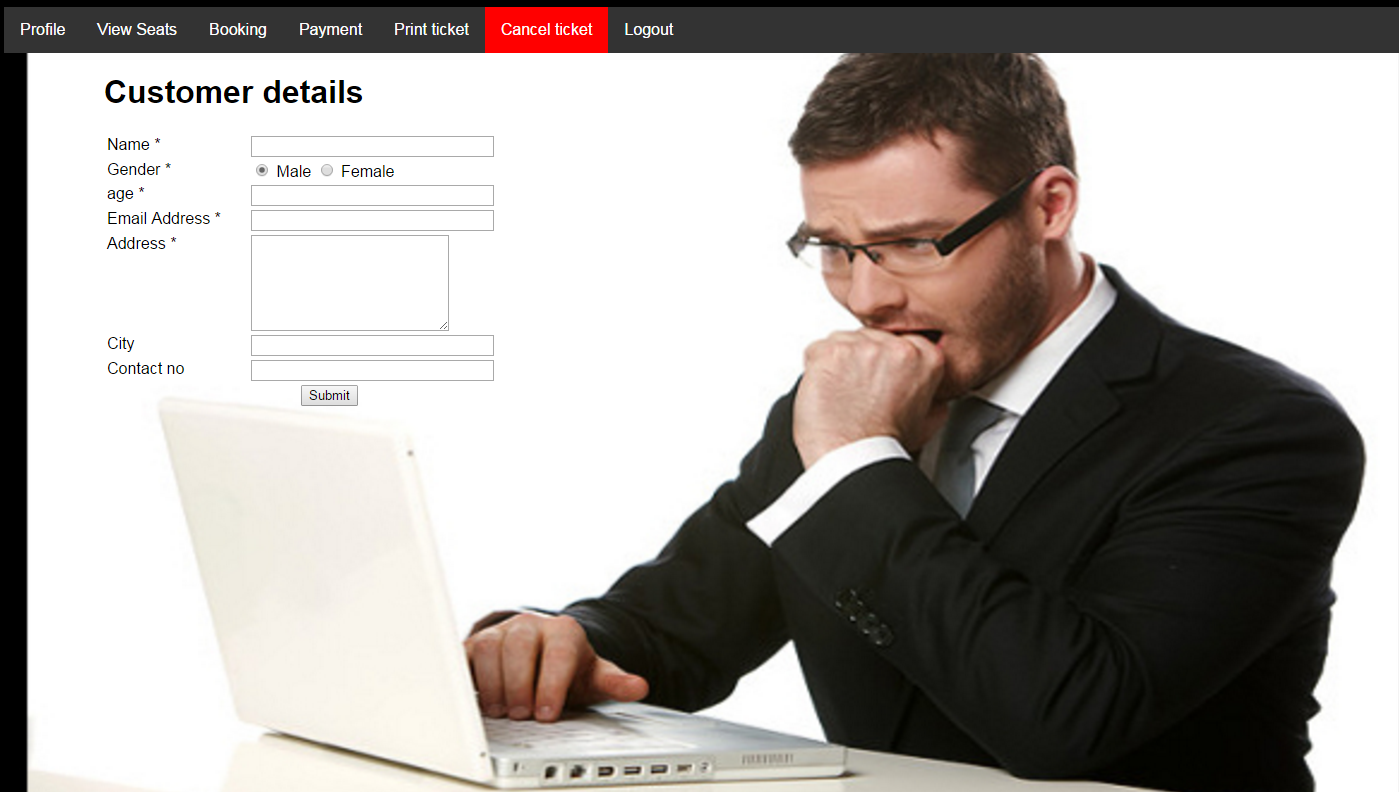 Profile View Seats Booking Payment Print ticket Cancel ticket Logout
Customer details
Name *
Gender * Male Female
age *
Email Address *
Address *
City
Contact no
Submit